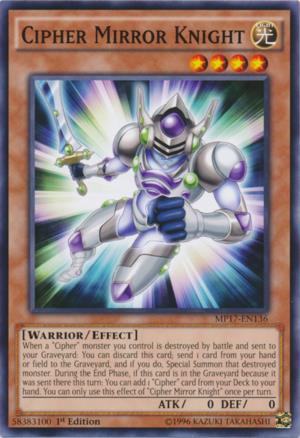 CIPHER MIRROR KNIGHT
LIGHT
光
MP17-EN136
[WARRIOR/EFFECT]
When a "Cipher" monster you control is destroyed by battle and sent
to your Graveyard: You can discard this card; send 1 card from your hand
or field to the Graveyard, and if you do, Special Summon that destroyed
monster. During the End Phase, if this card is in the Graveyard because it
was sent there this turn: You can add 1 "Cipher" card from your Deck to your
hand. You can only use this effect of "Cipher Mirror Knight" once per turn.
ATK/ 0 DEF/ 0
58383100 1st Edition ©1996 KAZUKI TAKAHASHI